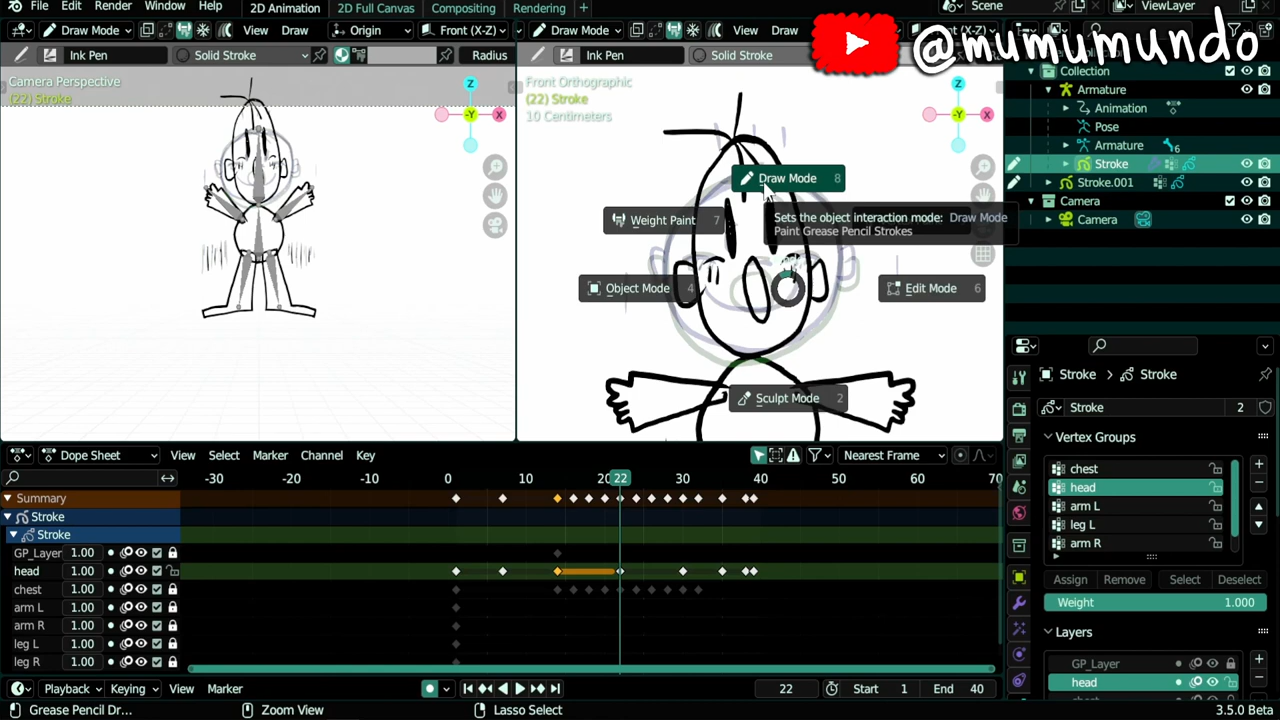 File Edit Render Window Help 2D Animation 2D Full Canvas Compositing Rendering + Scene ViewLayer
Draw Mode View Draw Origin Front (X-Z) Draw Mode View Draw
Ink Pen Solid Stroke Radius Ink Pen Solid Stroke
@mumumundo
Camera Perspective
(22) Stroke
Z
-Y
X
Front Orthographic
(22) Stroke
10 Centimeters
Z
-Y
X
Draw Mode 8
Weight Paint 7
Sets the object interaction mode: Draw Mode
Paint Grease Pencil Strokes
Object Mode 4
Edit Mode 6
Sculpt Mode 2
Collection
Armature
Animation
Pose
Armature 6
Stroke
Stroke.001
Camera
Camera
Stroke > Stroke
Stroke 2
Vertex Groups
chest
head
arm L
leg L
arm R
Assign Remove Select Deselect
Weight 1.000
Layers
GP_Layer
head
Dope Sheet View Select Marker Channel Key Nearest Frame
-30 -20 -10 0 10 20 22 30 40 50 60 70
Summary
Stroke
Stroke
GP_Layer 1.00
head 1.00
chest 1.00
arm L 1.00
arm R 1.00
leg L 1.00
leg R 1.00
Playback Keying View Marker 22 Start 1 End 40
Grease Pencil Dr... Zoom View Lasso Select 3.5.0 Beta